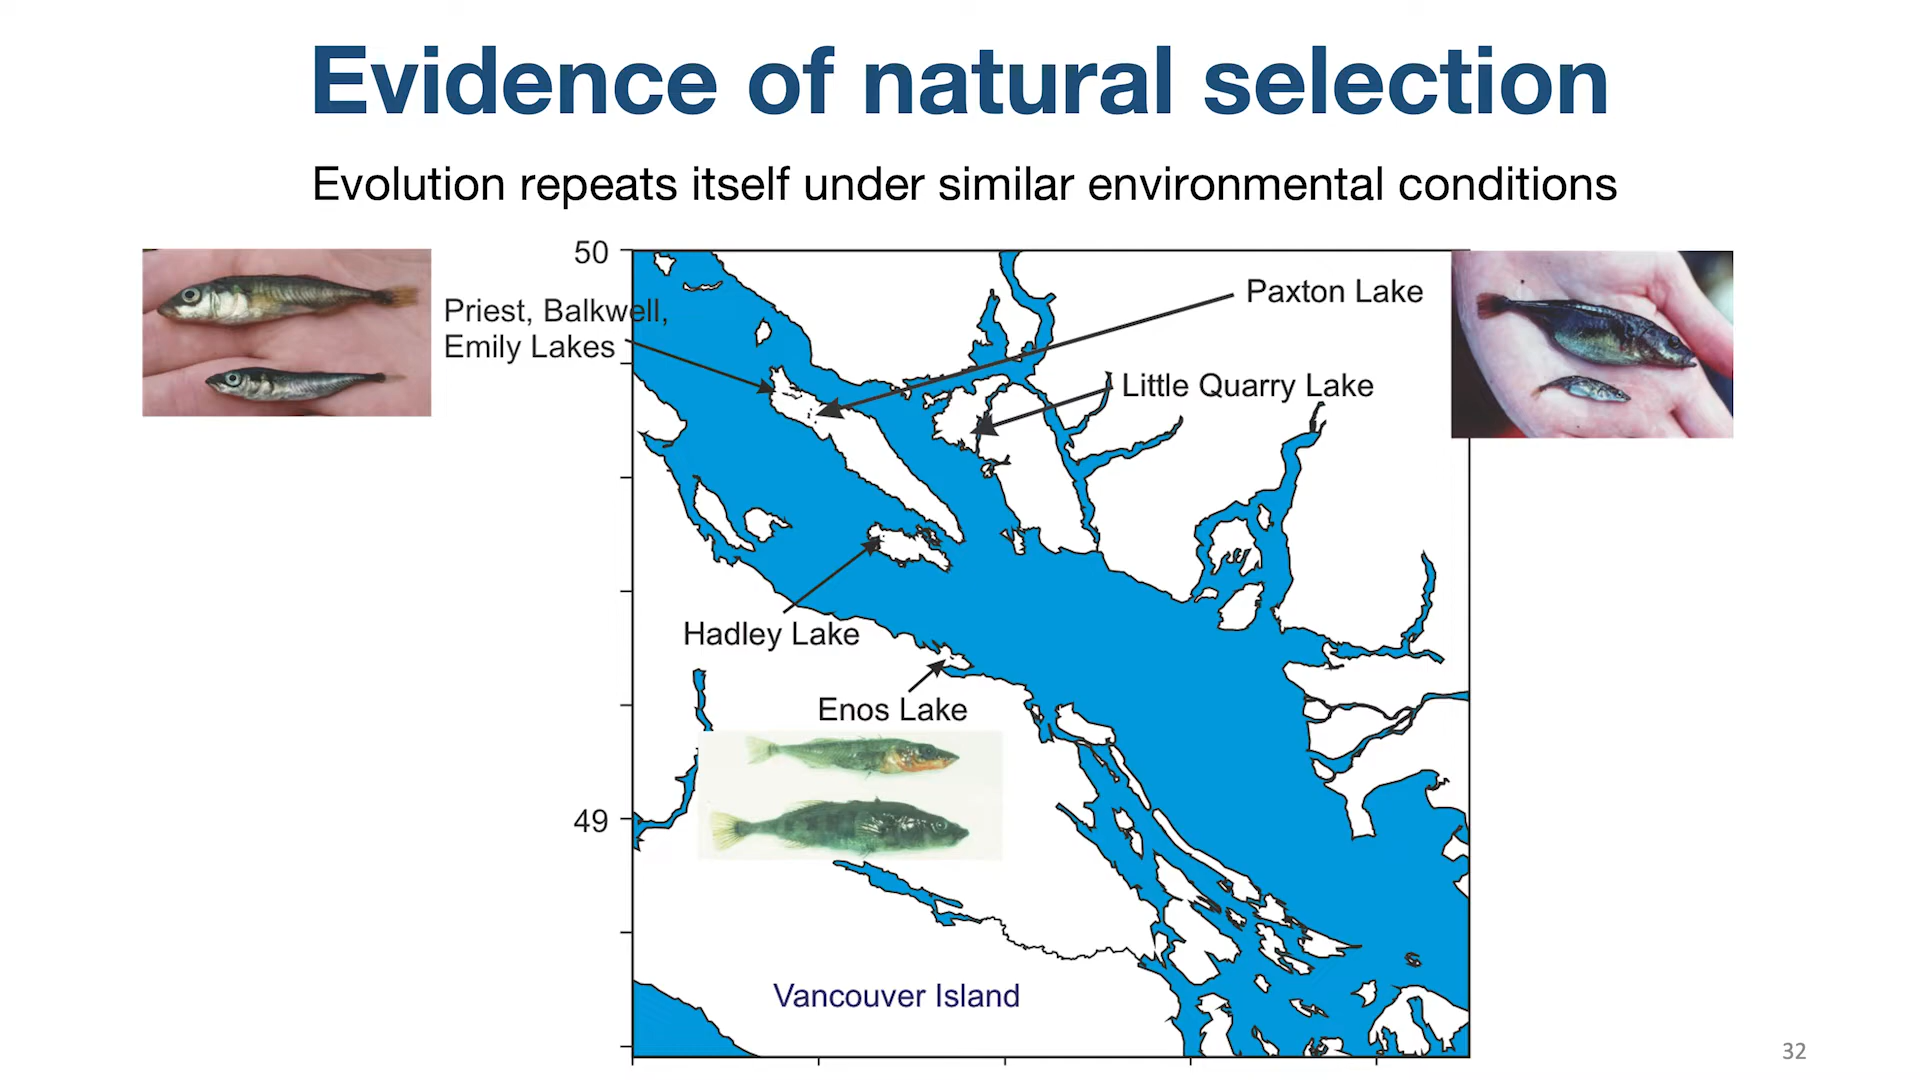 Evidence of natural selection
Evolution repeats itself under similar environmental conditions
50
Paxton Lake
Priest, Balkwell,
Emily Lakes
Little Quarry Lake
Hadley Lake
Enos Lake
49
Vancouver Island
32